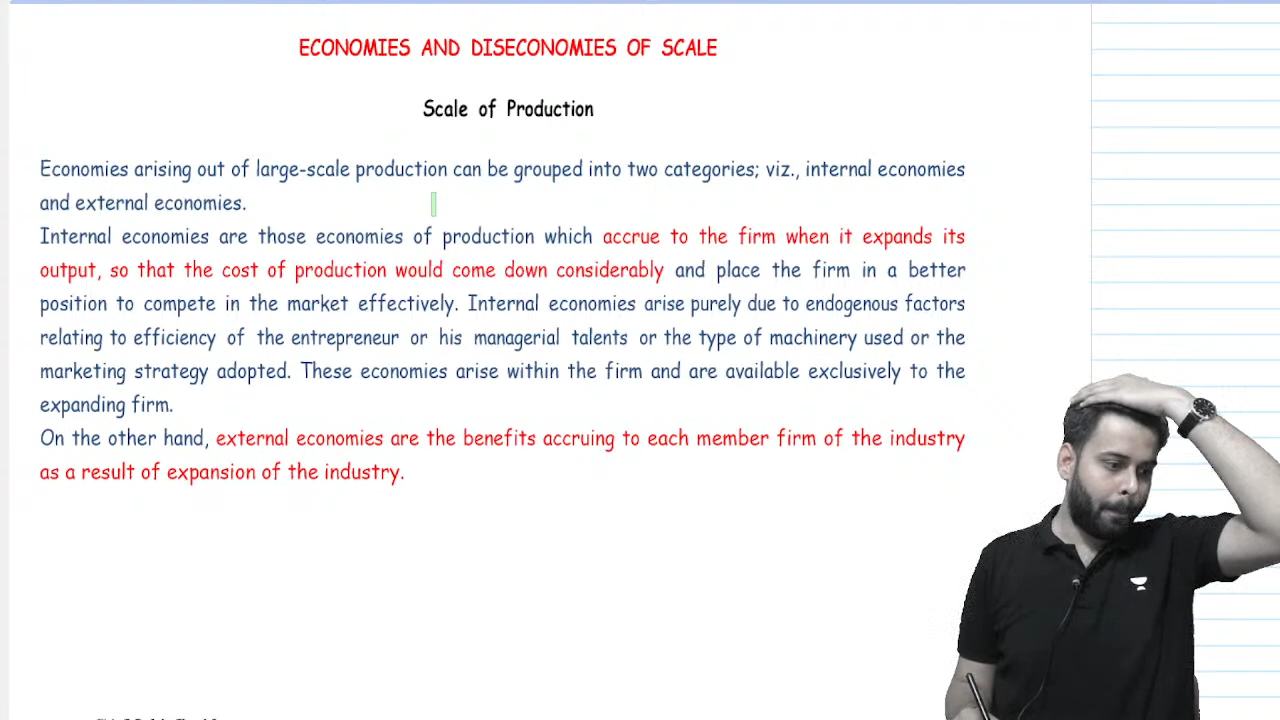 ECONOMIES AND DISECONOMIES OF SCALE
Scale of Production
Economies arising out of large-scale production can be grouped into two categories; viz., internal economies
and external economies.
Internal economies are those economies of production which accrue to the firm when it expands its
output, so that the cost of production would come down considerably and place the firm in a better
position to compete in the market effectively. Internal economies arise purely due to endogenous factors
relating to efficiency of the entrepreneur or his managerial talents or the type of machinery used or the
marketing strategy adopted. These economies arise within the firm and are available exclusively to the
expanding firm.
On the other hand, external economies are the benefits accruing to each member firm of the industry
as a result of expansion of the industry.